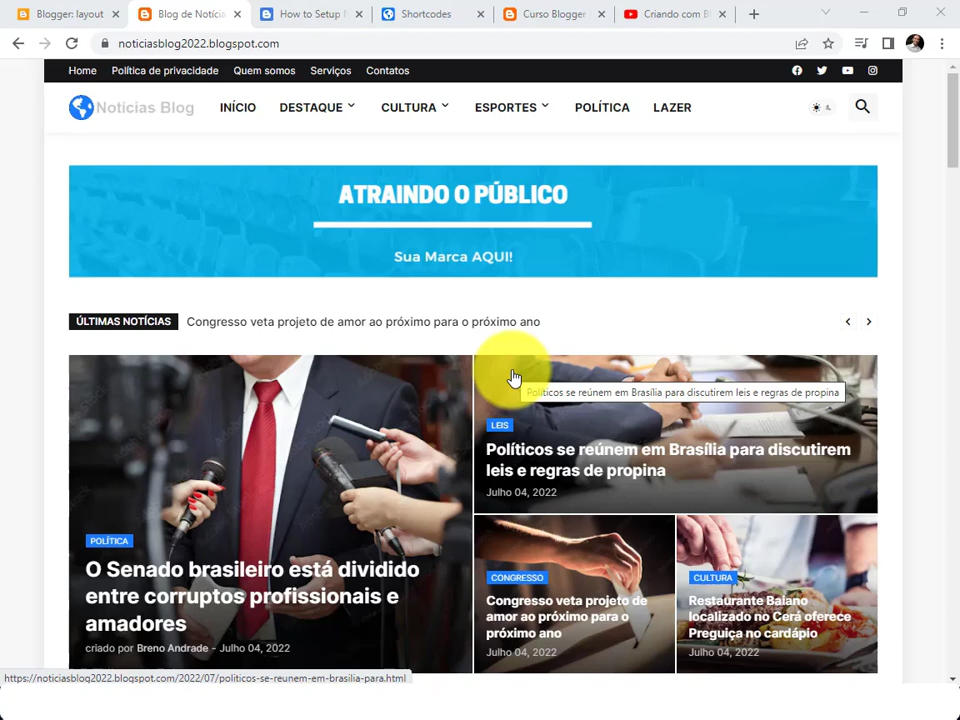 Blogger: layout
Blog de Notícia
How to Setup
Shortcodes
Curso Blogger
Criando com B
noticiasblog2022.blogspot.com
Home Política de privacidade Quem somos Serviços Contatos
Noticias Blog INÍCIO DESTAQUE CULTURA ESPORTES POLÍTICA LAZER
ATRAINDO O PÚBLICO
Sua Marca AQUI!
ÚLTIMAS NOTÍCIAS Congresso veta projeto de amor ao próximo para o próximo ano
Políticos se reúnem em Brasília para discutirem leis e regras de propina
LEIS
Políticos se reúnem em Brasília para discutirem
leis e regras de propina
Julho 04, 2022
POLÍTICA
O Senado brasileiro está dividido
entre corruptos profissionais e
amadores
criado por Breno Andrade - Julho 04, 2022
CONGRESSO
Congresso veta projeto de
amor ao próximo para o
próximo ano
Julho 04, 2022
CULTURA
Restaurante Baiano
localizado no Cerá oferece
Preguiça no cardápio
Julho 04, 2022
https://noticiasblog2022.blogspot.com/2022/07/politicos-se-reunem-em-brasilia-para.html